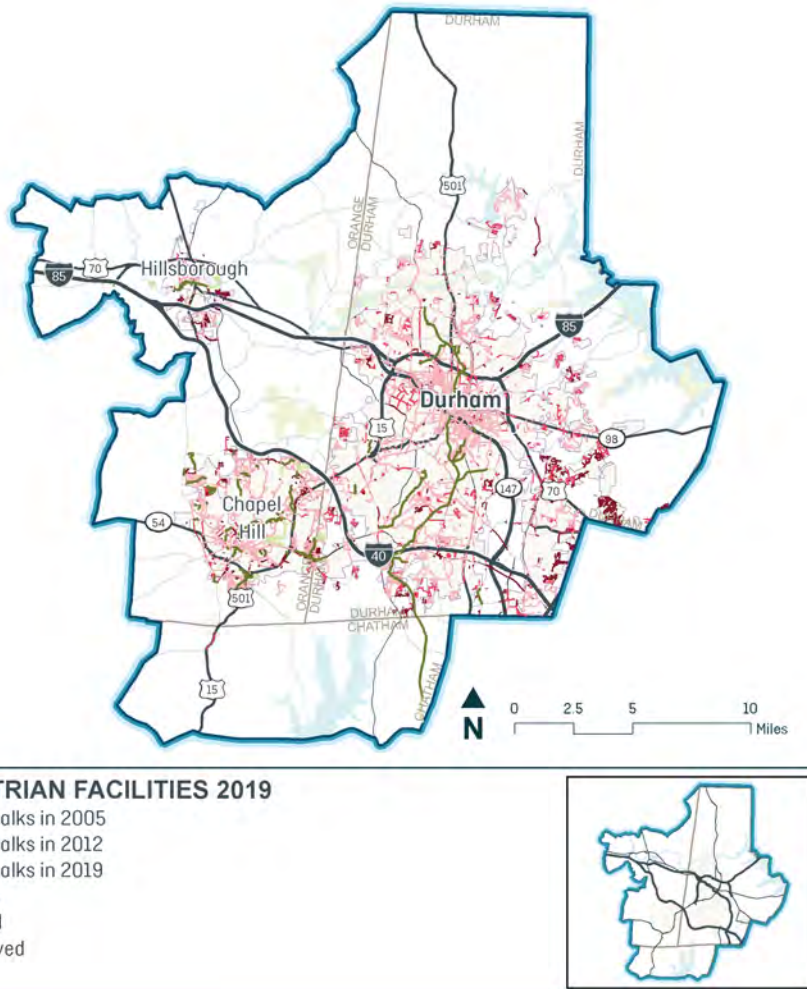 DURHAM
DURHAM
501
ORANGE
DURHAM
70
Hillsborough
85
85
Durham
15
98
Chapel
Hill
147
70
54
DURHAM
40
501
ORANGE
DURHAM
DURHAM
CHATHAM
15
CHATHAM
N
0 2.5 5 10
Miles
TRIAN FACILITIES 2019
alks in 2005
alks in 2012
alks in 2019
ved